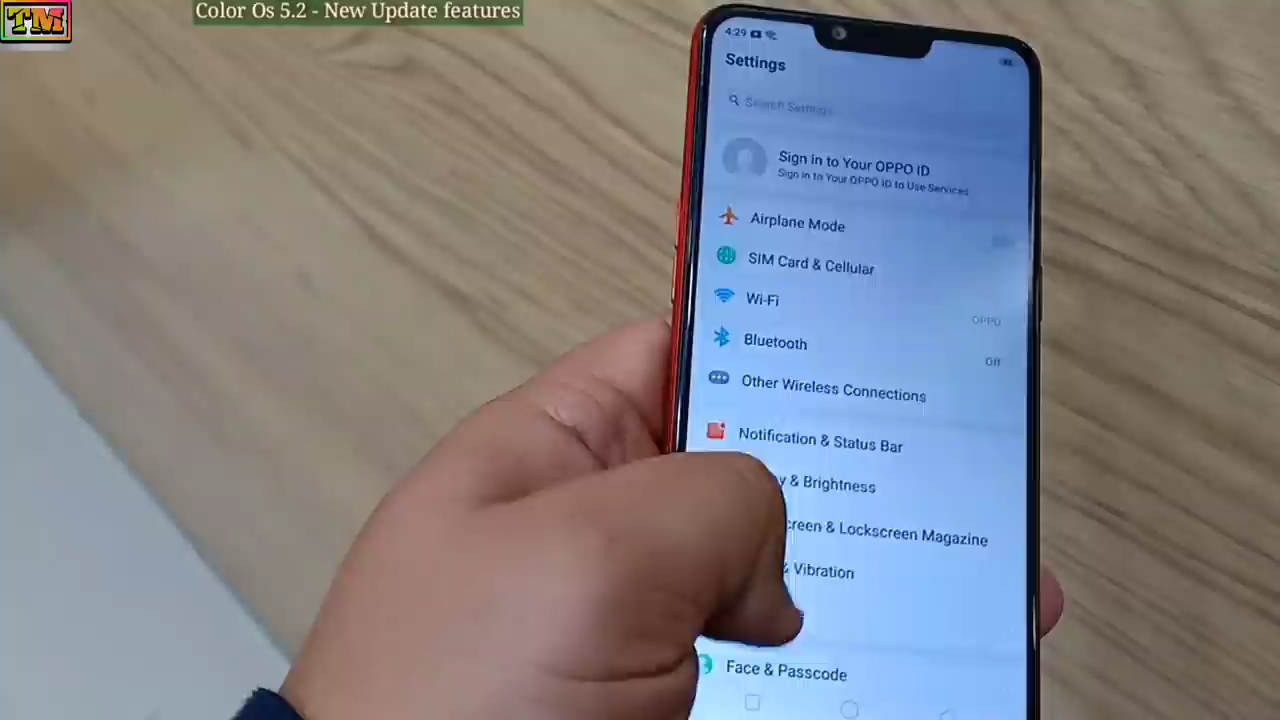 TM
Color Os 5.2 - New Update features
4:29
Settings
Search Settings
Sign in to Your OPPO ID
Sign in to Your OPPO ID to Use Services
Airplane Mode
SIM Card & Cellular
Wi-Fi
OPPO
Bluetooth
Off
Other Wireless Connections
Notification & Status Bar
y & Brightness
creen & Lockscreen Magazine
& Vibration
Face & Passcode